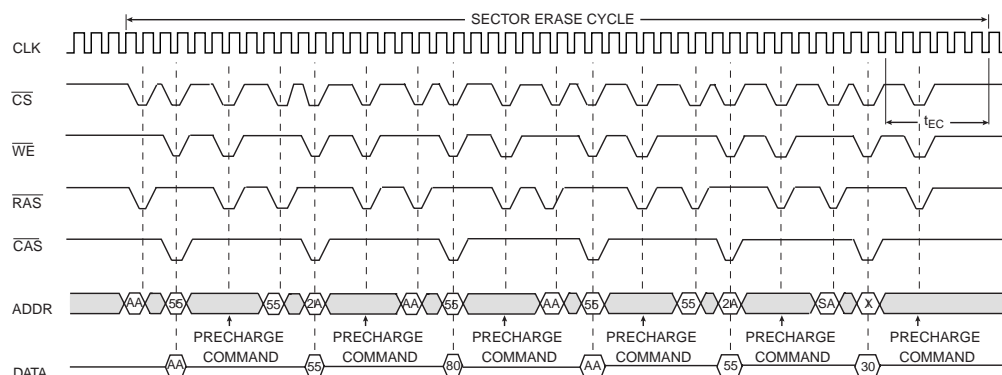 SECTOR ERASE CYCLE
CLK
CS
tEC
WE
RAS
CAS
ADDR AA 55 55 2A AA 55 AA 55 55 2A SA X
PRECHARGE COMMAND PRECHARGE COMMAND PRECHARGE COMMAND PRECHARGE COMMAND PRECHARGE COMMAND PRECHARGE COMMAND
DATA AA 55 80 AA 55 30